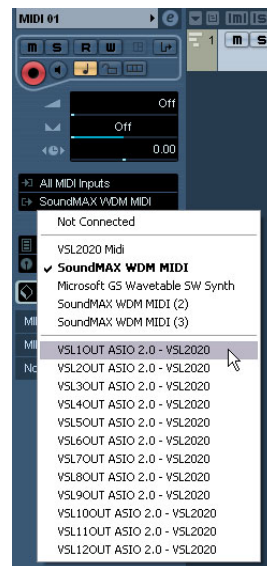 MIDI 01
M S R W
1 M S
Off
Off
0.00
All MIDI Inputs
SoundMAX WDM MIDI
Not Connected
VSL2020 Midi
SoundMAX WDM MIDI
Microsoft GS Wavetable SW Synth
SoundMAX WDM MIDI (2)
SoundMAX WDM MIDI (3)
VSL1OUT ASIO 2.0 - VSL2020
VSL2OUT ASIO 2.0 - VSL2020
VSL3OUT ASIO 2.0 - VSL2020
VSL4OUT ASIO 2.0 - VSL2020
VSL5OUT ASIO 2.0 - VSL2020
VSL6OUT ASIO 2.0 - VSL2020
VSL7OUT ASIO 2.0 - VSL2020
VSL8OUT ASIO 2.0 - VSL2020
VSL9OUT ASIO 2.0 - VSL2020
VSL10OUT ASIO 2.0 - VSL2020
VSL11OUT ASIO 2.0 - VSL2020
VSL12OUT ASIO 2.0 - VSL2020